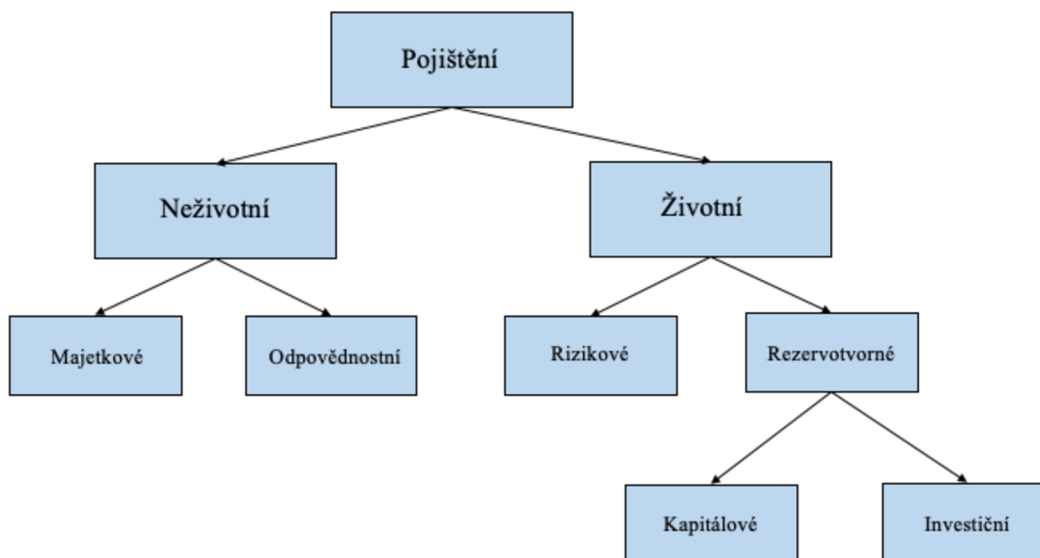 Pojištění
Neživotní
Životní
Majetkové
Odpovědnostní
Rizikové
Rezervotvorné
Kapitálové
Investiční